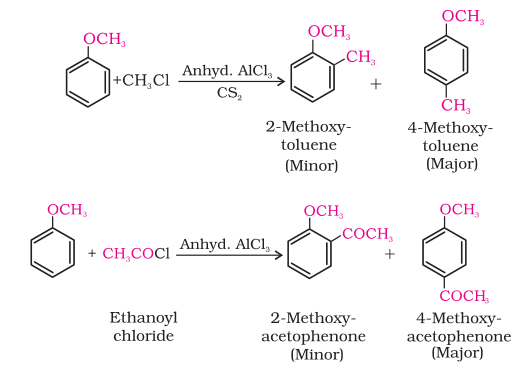 OCH₃
+CH₃Cl
Anhyd. AlCl₃
CS₂
OCH₃
CH₃
+
OCH₃
CH₃
2-Methoxy-
toluene
(Minor)
4-Methoxy-
toluene
(Major)
OCH₃
+ CH₃COCl
Anhyd. AlCl₃
OCH₃
COCH₃
+
OCH₃
COCH₃
Ethanoyl
chloride
2-Methoxy-
acetophenone
(Minor)
4-Methoxy-
acetophenone
(Major)